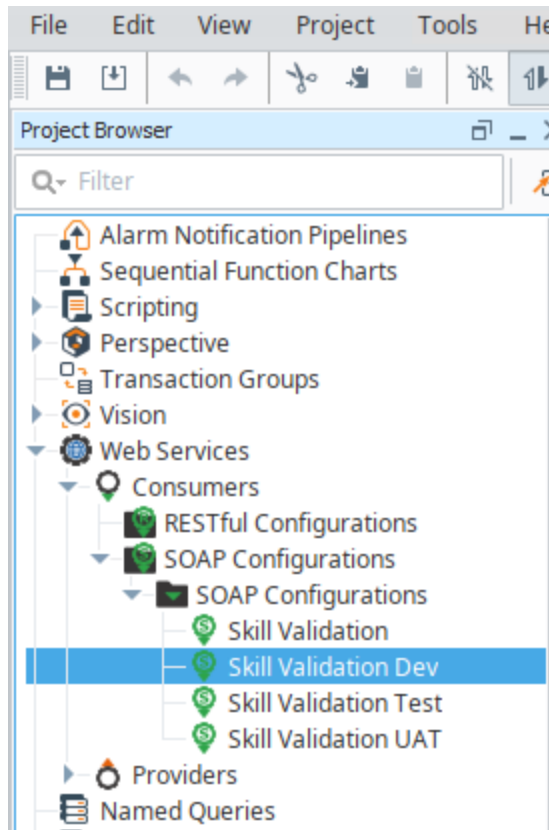 File Edit View Project Tools He
Project Browser
Filter
Alarm Notification Pipelines
Sequential Function Charts
Scripting
Perspective
Transaction Groups
Vision
Web Services
Consumers
RESTful Configurations
SOAP Configurations
SOAP Configurations
Skill Validation
Skill Validation Dev
Skill Validation Test
Skill Validation UAT
Providers
Named Queries